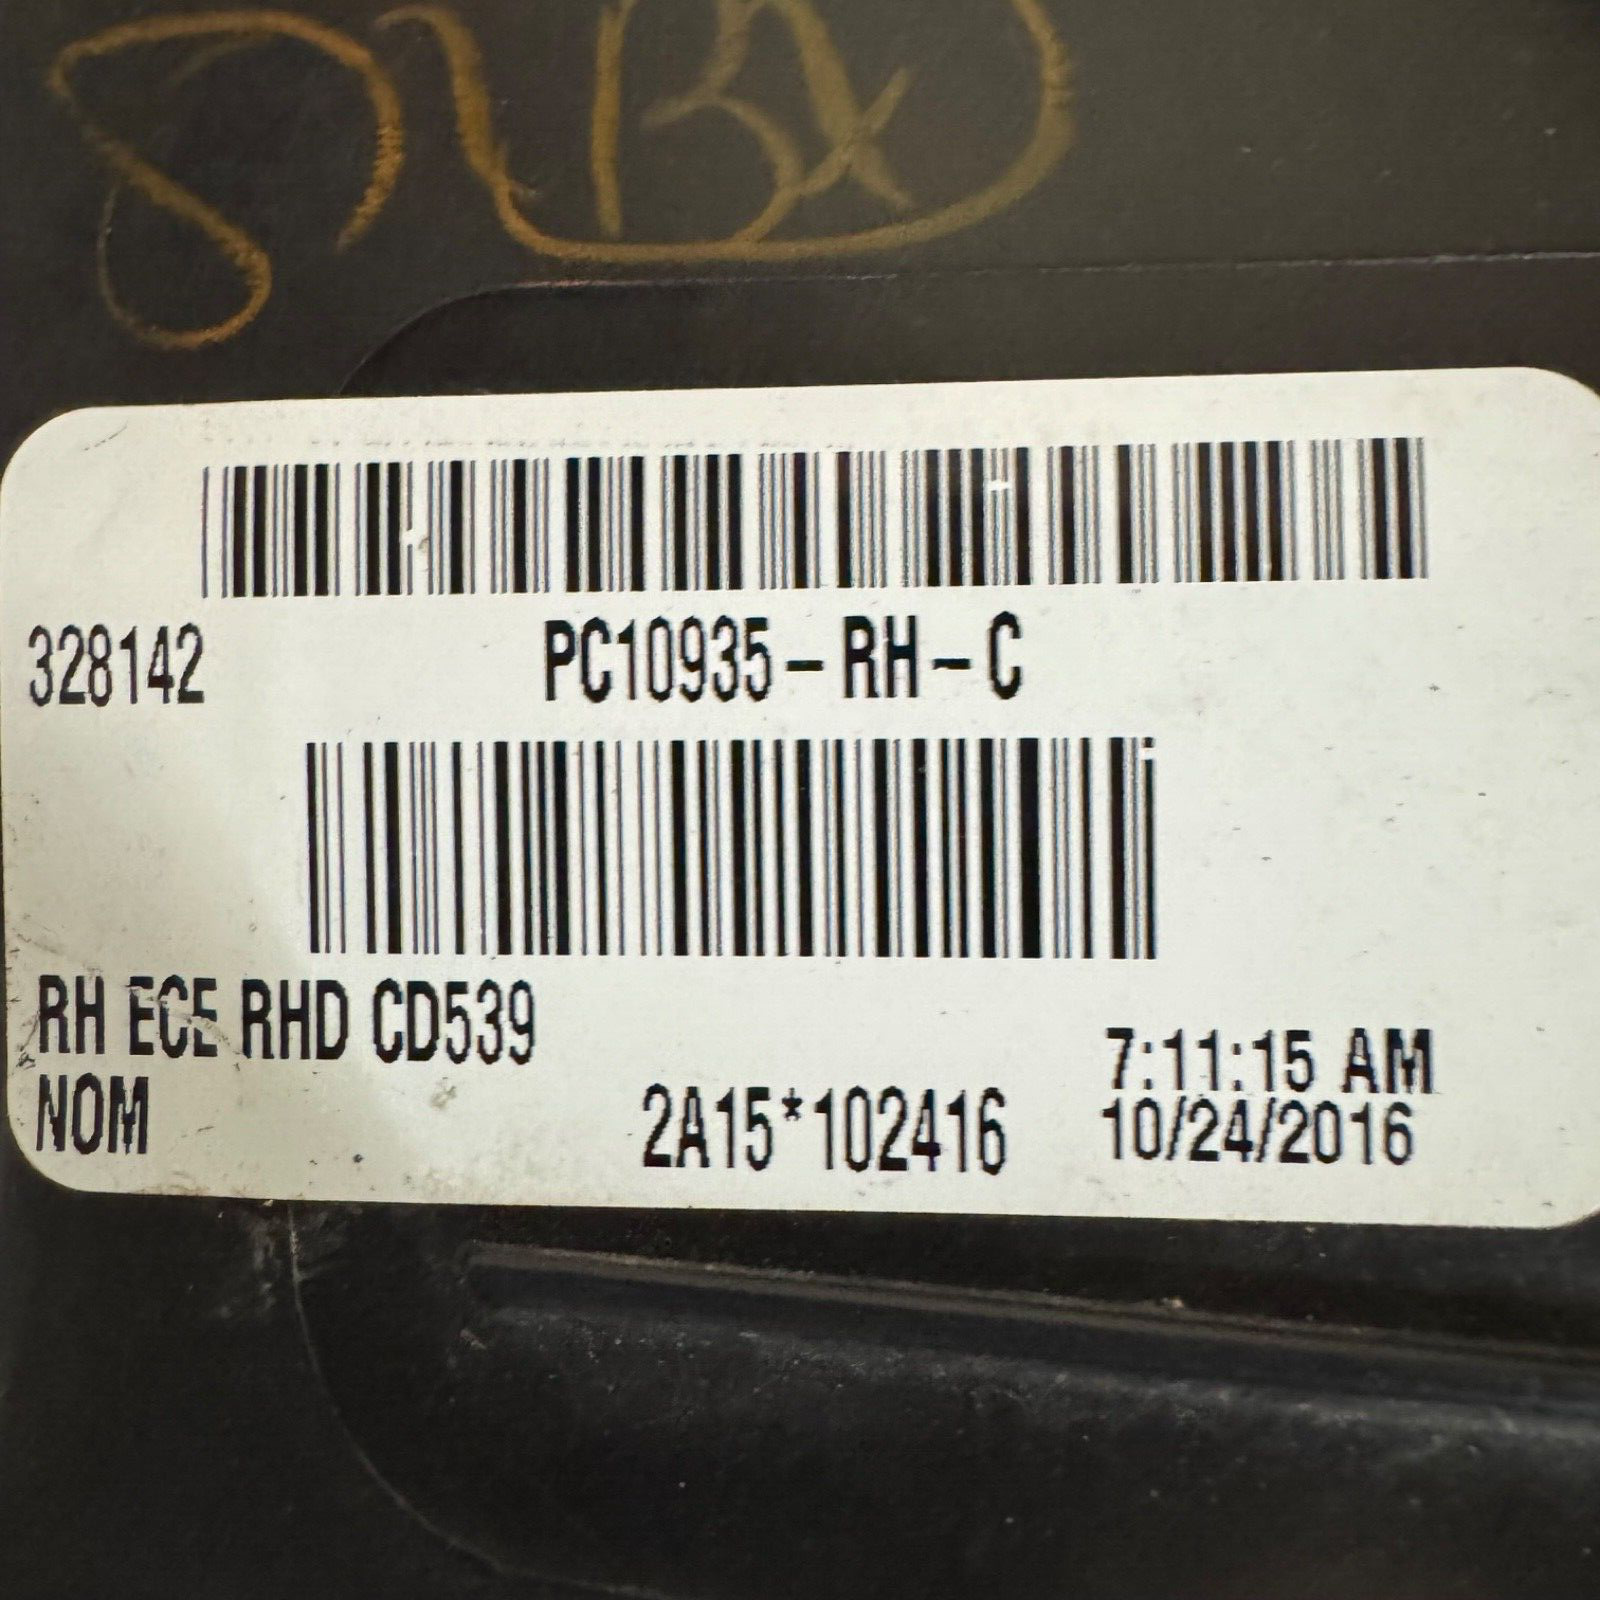 328142 PC10935-RH-C
RH ECE RHD CD539
NOM
2A15*102416
7:11:15 AM
10/24/2016